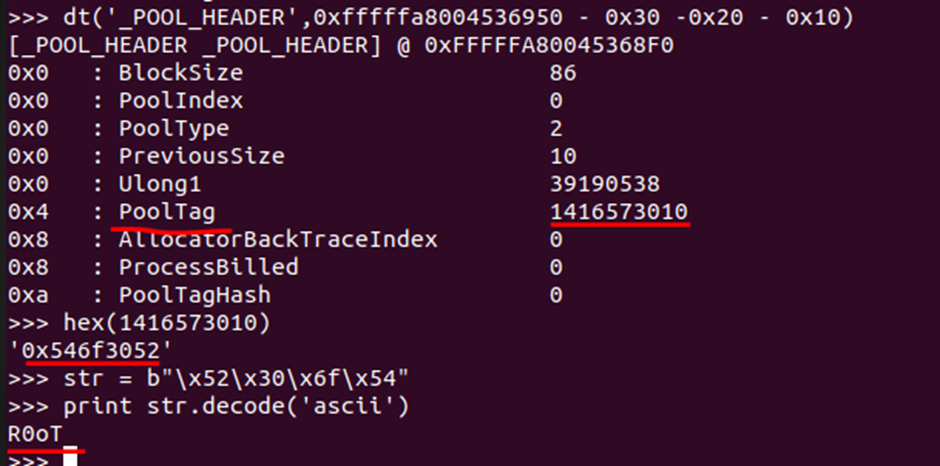 >>> dt('_POOL_HEADER',0xfffffa8004536950 - 0x30 -0x20 - 0x10)
[_POOL_HEADER _POOL_HEADER] @ 0xFFFFFA80045368F0
0x0   : BlockSize                      86
0x0   : PoolIndex                      0
0x0   : PoolType                       2
0x0   : PreviousSize                   10
0x0   : Ulong1                         39190538
0x4   : PoolTag                        1416573010
0x8   : AllocatorBackTraceIndex        0
0x8   : ProcessBilled                  0
0xa   : PoolTagHash                    0
>>> hex(1416573010)
'0x546f3052'
>>> str = b"\x52\x30\x6f\x54"
>>> print str.decode('ascii')
R0oT
>>>